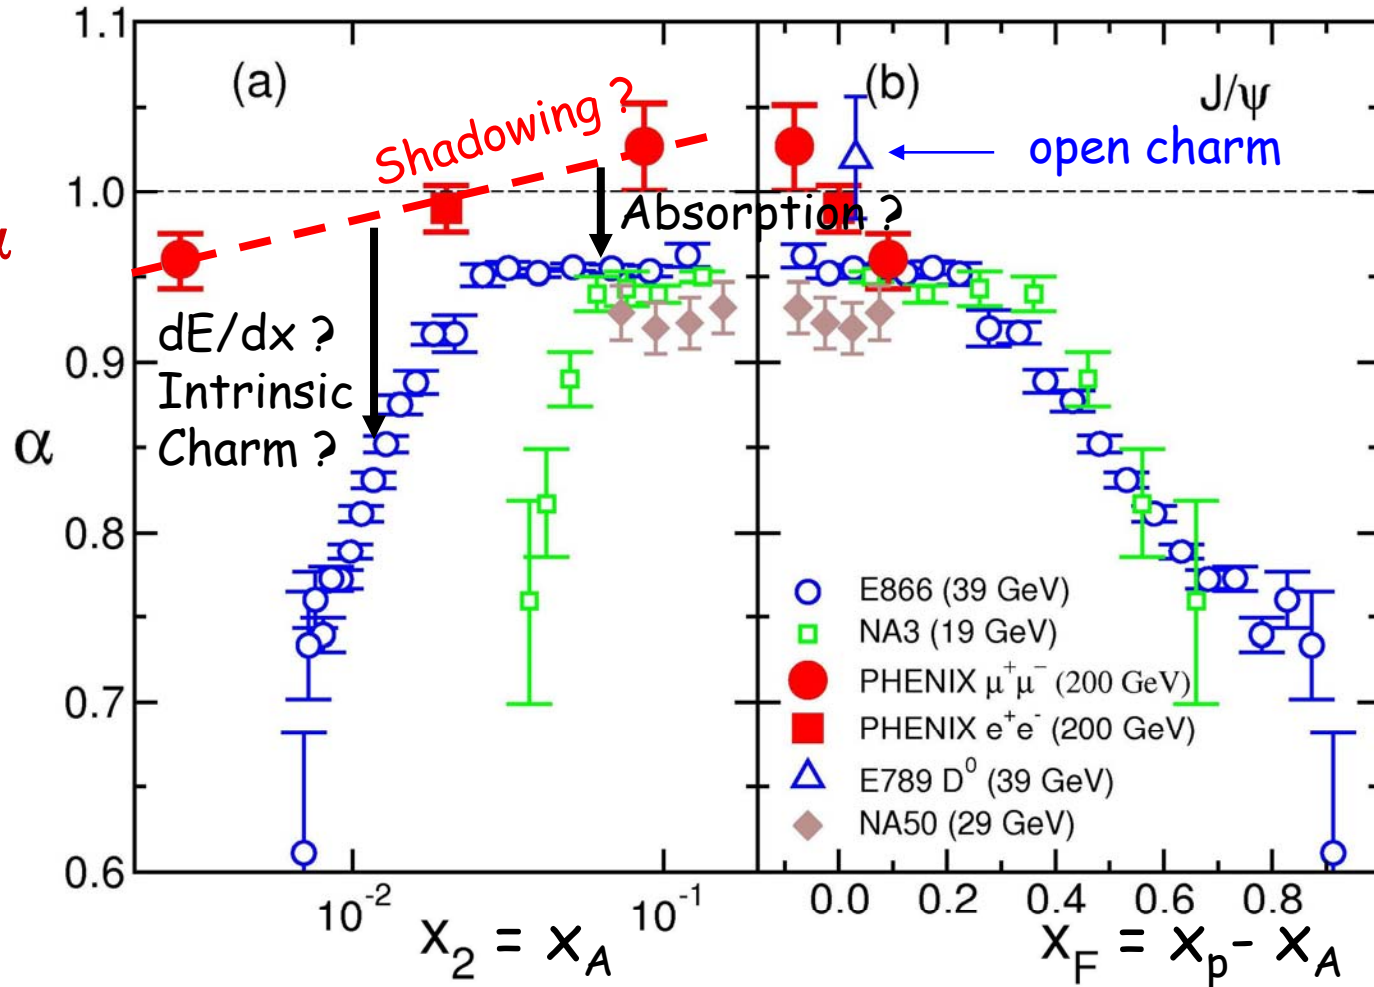 1.1
1.0
0.9
0.8
0.7
0.6
α
α
(a)
Shadowing ?
Absorption ?
dE/dx ?
Intrinsic
Charm ?
10⁻²
10⁻¹
X₂ = x_A
(b)
J/ψ
open charm
E866 (39 GeV)
NA3 (19 GeV)
PHENIX μ⁺μ⁻ (200 GeV)
PHENIX e⁺e⁻ (200 GeV)
E789 D⁰ (39 GeV)
NA50 (29 GeV)
0.0 0.2 0.4 0.6 0.8
X_F = x_p - x_A